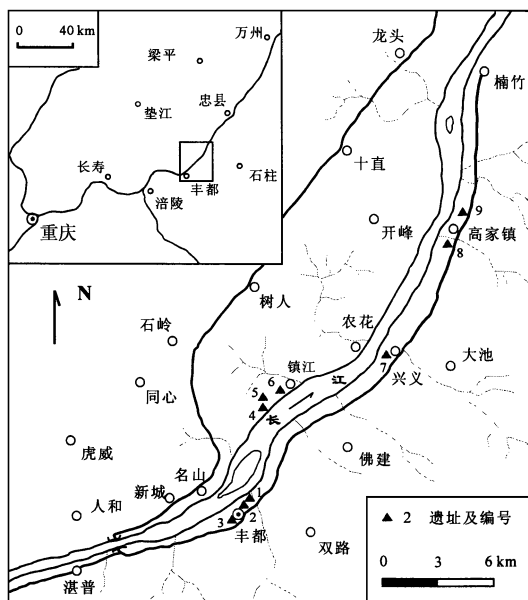 0 40 km
万州
梁平
忠县
垫江
石柱
长寿
丰都
涪陵
重庆
龙头
楠竹
十直
9
开峰
高家镇
8
N
树人
石岭
农花
镇江
江
大池
7
兴义
6
5
同心
4
长
虎威
佛建
名山
新城
1
人和
2
3
丰都
双路
湛普
▲ 2 遗址及编号
0 3 6 km